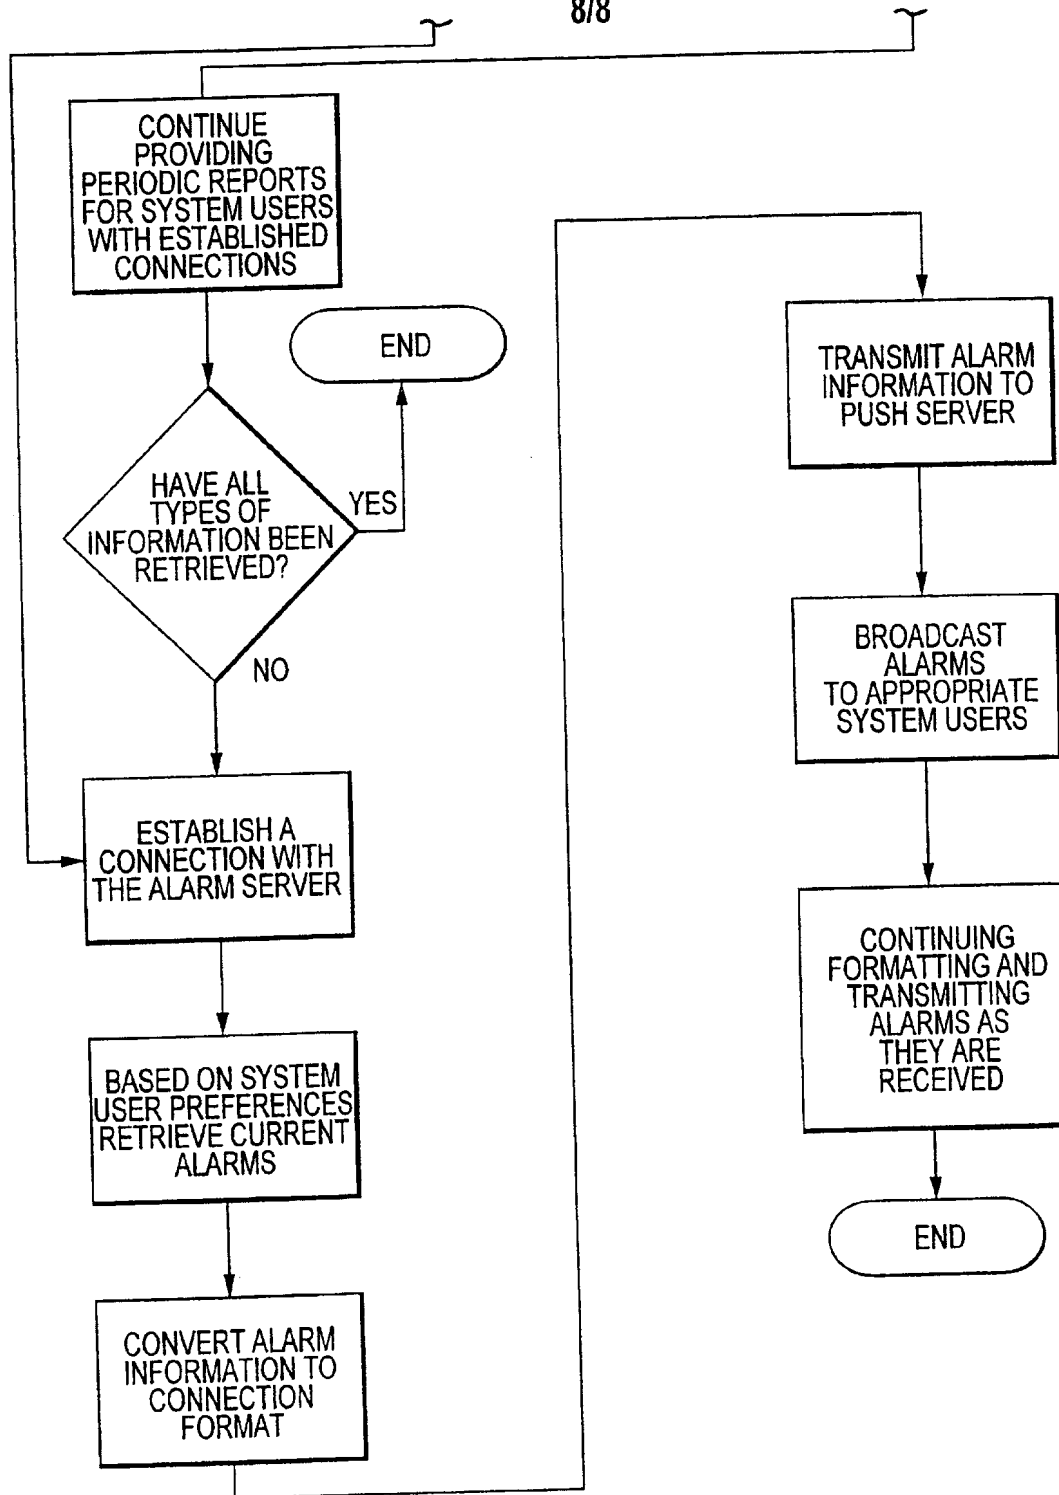 8/8
CONTINUE
PROVIDING
PERIODIC REPORTS
FOR SYSTEM USERS
WITH ESTABLISHED
CONNECTIONS
END
HAVE ALL
TYPES OF
INFORMATION BEEN
RETRIEVED?
YES
NO
ESTABLISH A
CONNECTION WITH
THE ALARM SERVER
BASED ON SYSTEM
USER PREFERENCES
RETRIEVE CURRENT
ALARMS
CONVERT ALARM
INFORMATION TO
CONNECTION
FORMAT
TRANSMIT ALARM
INFORMATION TO
PUSH SERVER
BROADCAST
ALARMS
TO APPROPRIATE
SYSTEM USERS
CONTINUING
FORMATTING AND
TRANSMITTING
ALARMS AS
THEY ARE
RECEIVED
END